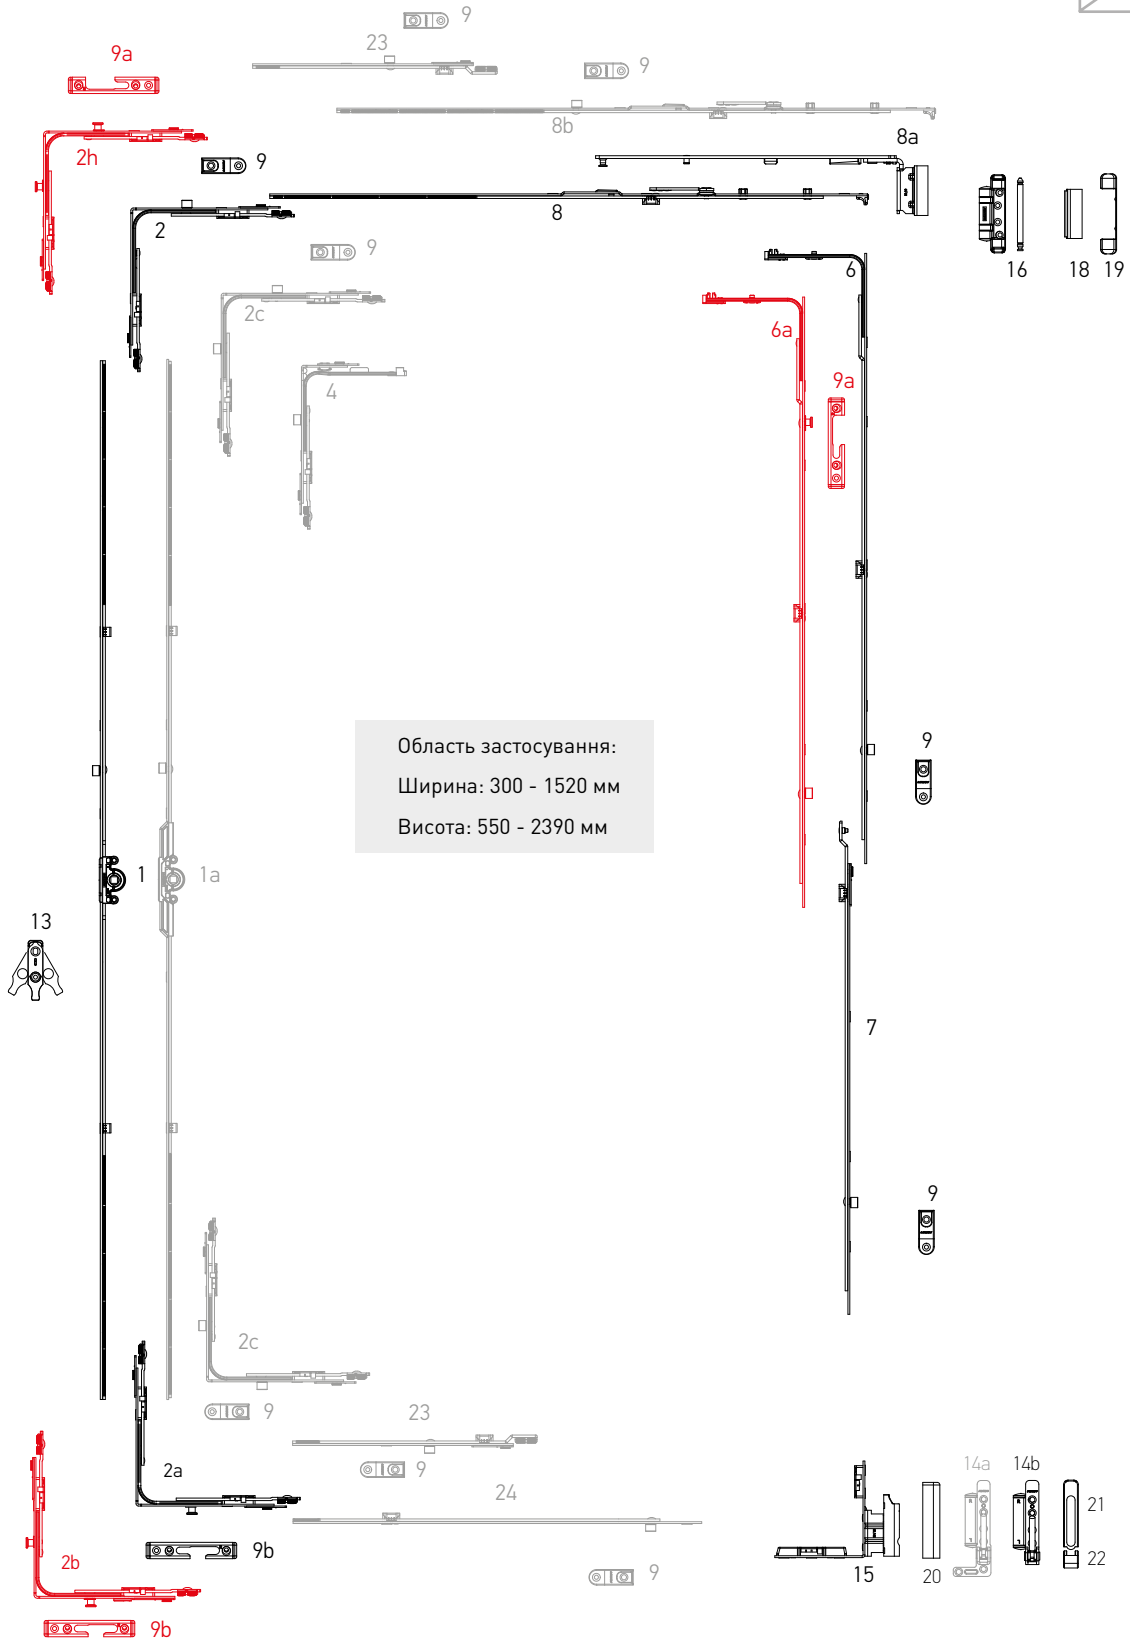 9
23
9a
9
8b
8a
2h
9
8
2
9
16
18
19
6
2c
6a
4
9a
9
Область застосування:
Ширина: 300 - 1520 мм
Висота: 550 - 2390 мм
1
1a
13
7
9
2c
9
23
9
2a
24
14a
14b
21
22
2b
9b
9
15
20
9b